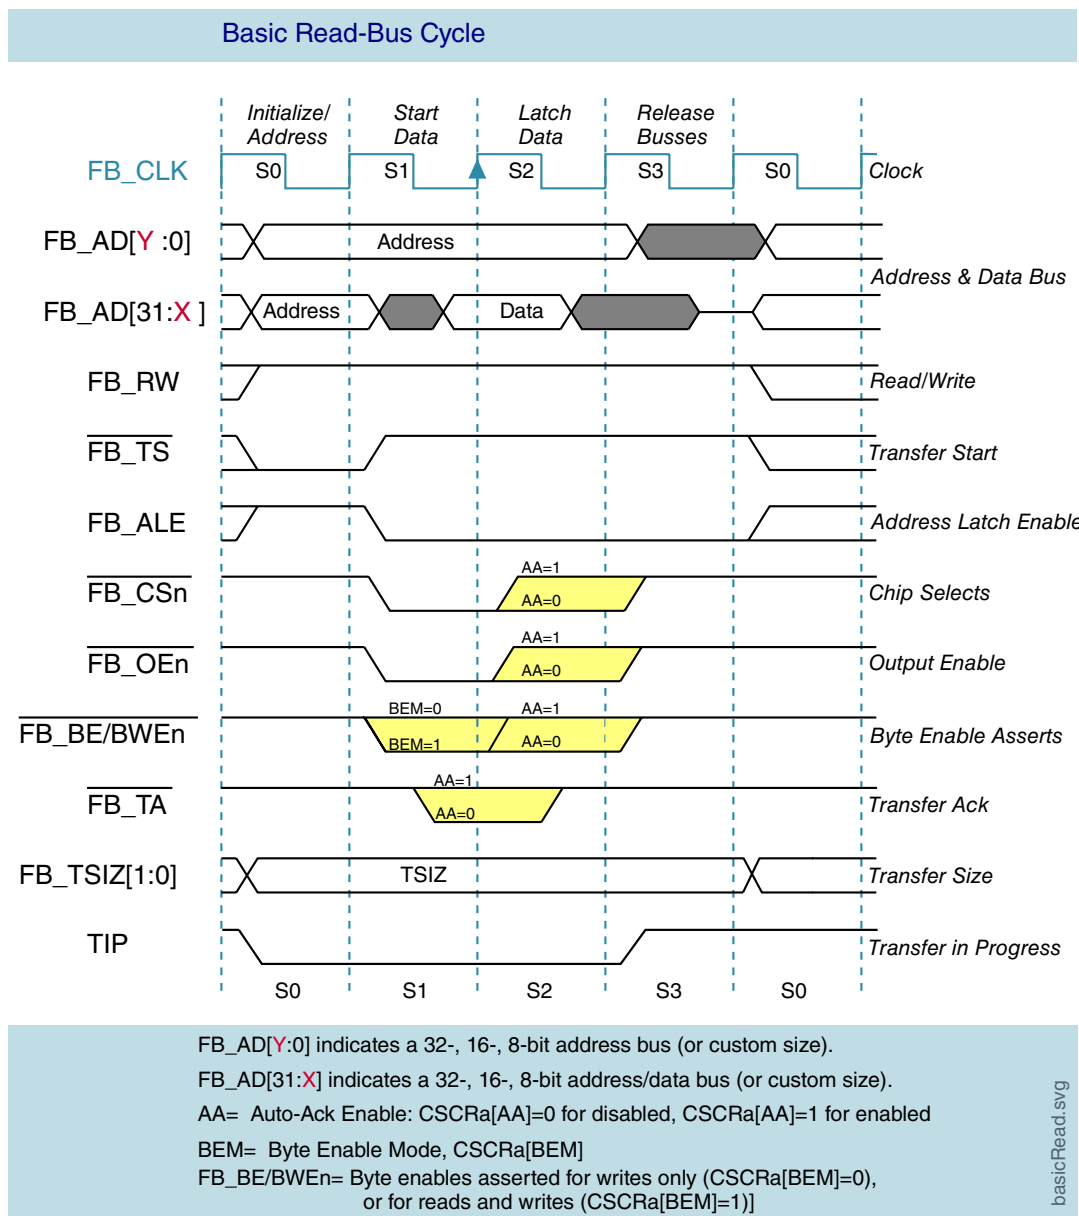 Basic Read-Bus Cycle
Initialize/ Start Latch Release
Address Data Data Busses
FB_CLK S0 S1 S2 S3 S0 Clock
FB_AD[Y :0] Address
Address & Data Bus
FB_AD[31:X ] Address Data
FB_RW Read/Write
FB_TS Transfer Start
FB_ALE Address Latch Enable
AA=1
FB_CSn AA=0 Chip Selects
AA=1
FB_OEn AA=0 Output Enable
BEM=0 AA=1
FB_BE/BWEn BEM=1 AA=0 Byte Enable Asserts
AA=1
FB_TA AA=0 Transfer Ack
FB_TSIZ[1:0] TSIZ Transfer Size
TIP Transfer in Progress
S0 S1 S2 S3 S0
FB_AD[Y:0] indicates a 32-, 16-, 8-bit address bus (or custom size).
FB_AD[31:X] indicates a 32-, 16-, 8-bit address/data bus (or custom size).
AA= Auto-Ack Enable: CSCRa[AA]=0 for disabled, CSCRa[AA]=1 for enabled
BEM= Byte Enable Mode, CSCRa[BEM]
FB_BE/BWEn= Byte enables asserted for writes only (CSCRa[BEM]=0),
or for reads and writes (CSCRa[BEM]=1)]
basicRead.svg